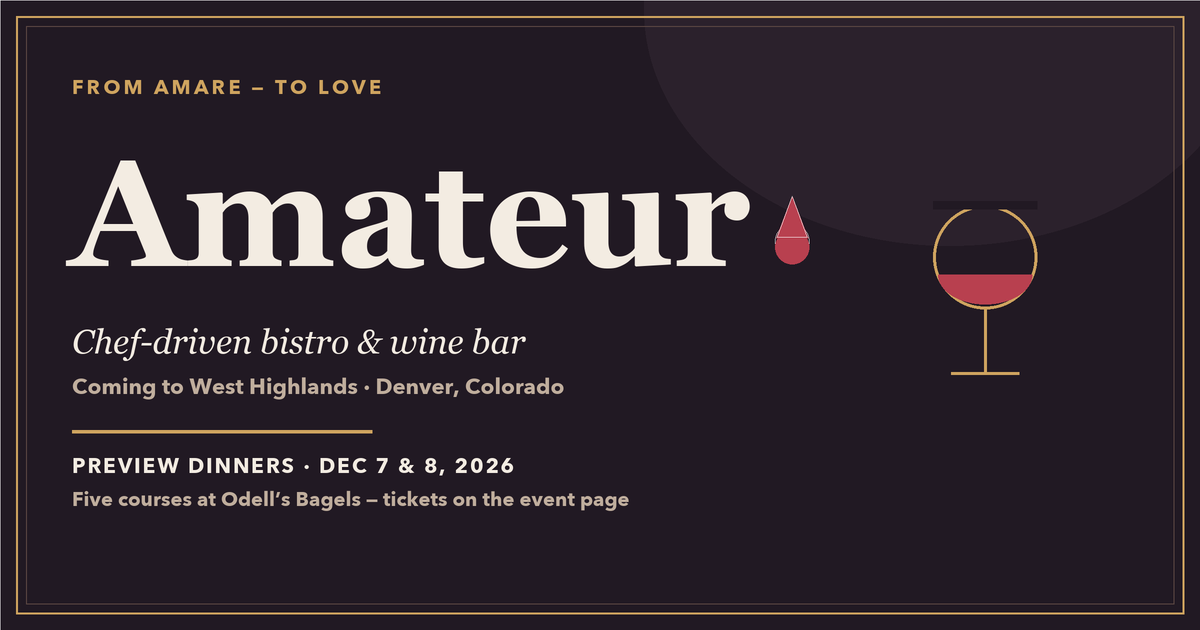 FROM AMARE — TO LOVE
Amateur
Chef-driven bistro & wine bar
Coming to West Highlands · Denver, Colorado
PREVIEW DINNERS · DEC 7 & 8, 2026
Five courses at Odell’s Bagels — tickets on the event page